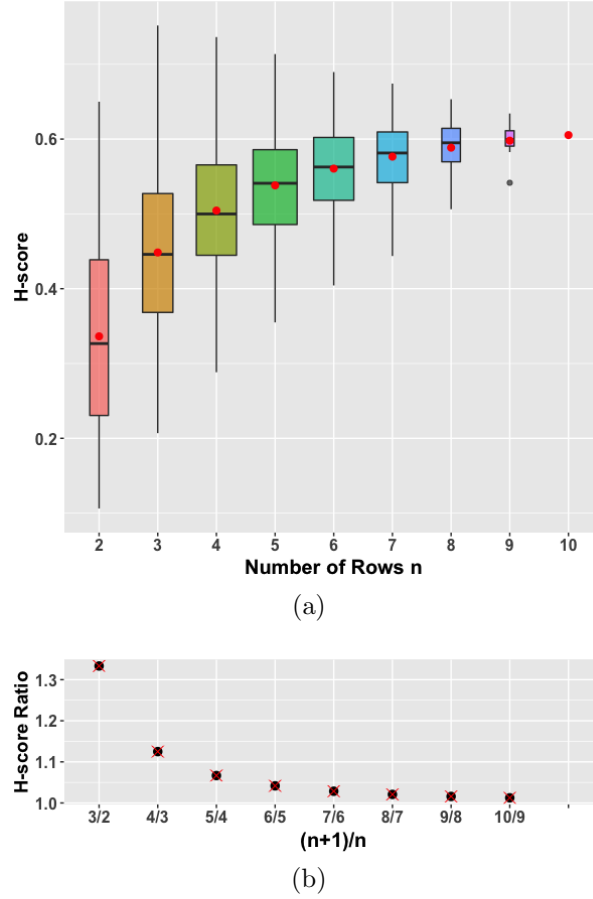 0.6
0.4
0.2
H-score
2 3 4 5 6 7 8 9 10
Number of Rows n
(a)
1.3
1.2
1.1
1.0
H-score Ratio
3/2 4/3 5/4 6/5 7/6 8/7 9/8 10/9
(n+1)/n
(b)